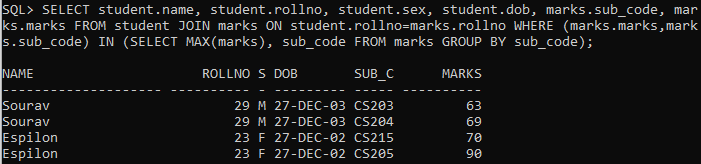 SQL> SELECT student.name, student.rollno, student.sex, student.dob, marks.sub_code, mar
ks.marks FROM student JOIN marks ON student.rollno=marks.rollno WHERE (marks.marks,mark
s.sub_code) IN (SELECT MAX(marks), sub_code FROM marks GROUP BY sub_code);
NAME ROLLNO S DOB SUB_C MARKS
-------------------- ---------- - --------- ----- ----------
Sourav 29 M 27-DEC-03 CS203 63
Sourav 29 M 27-DEC-03 CS204 69
Espilon 23 F 27-DEC-02 CS215 70
Espilon 23 F 27-DEC-02 CS205 90